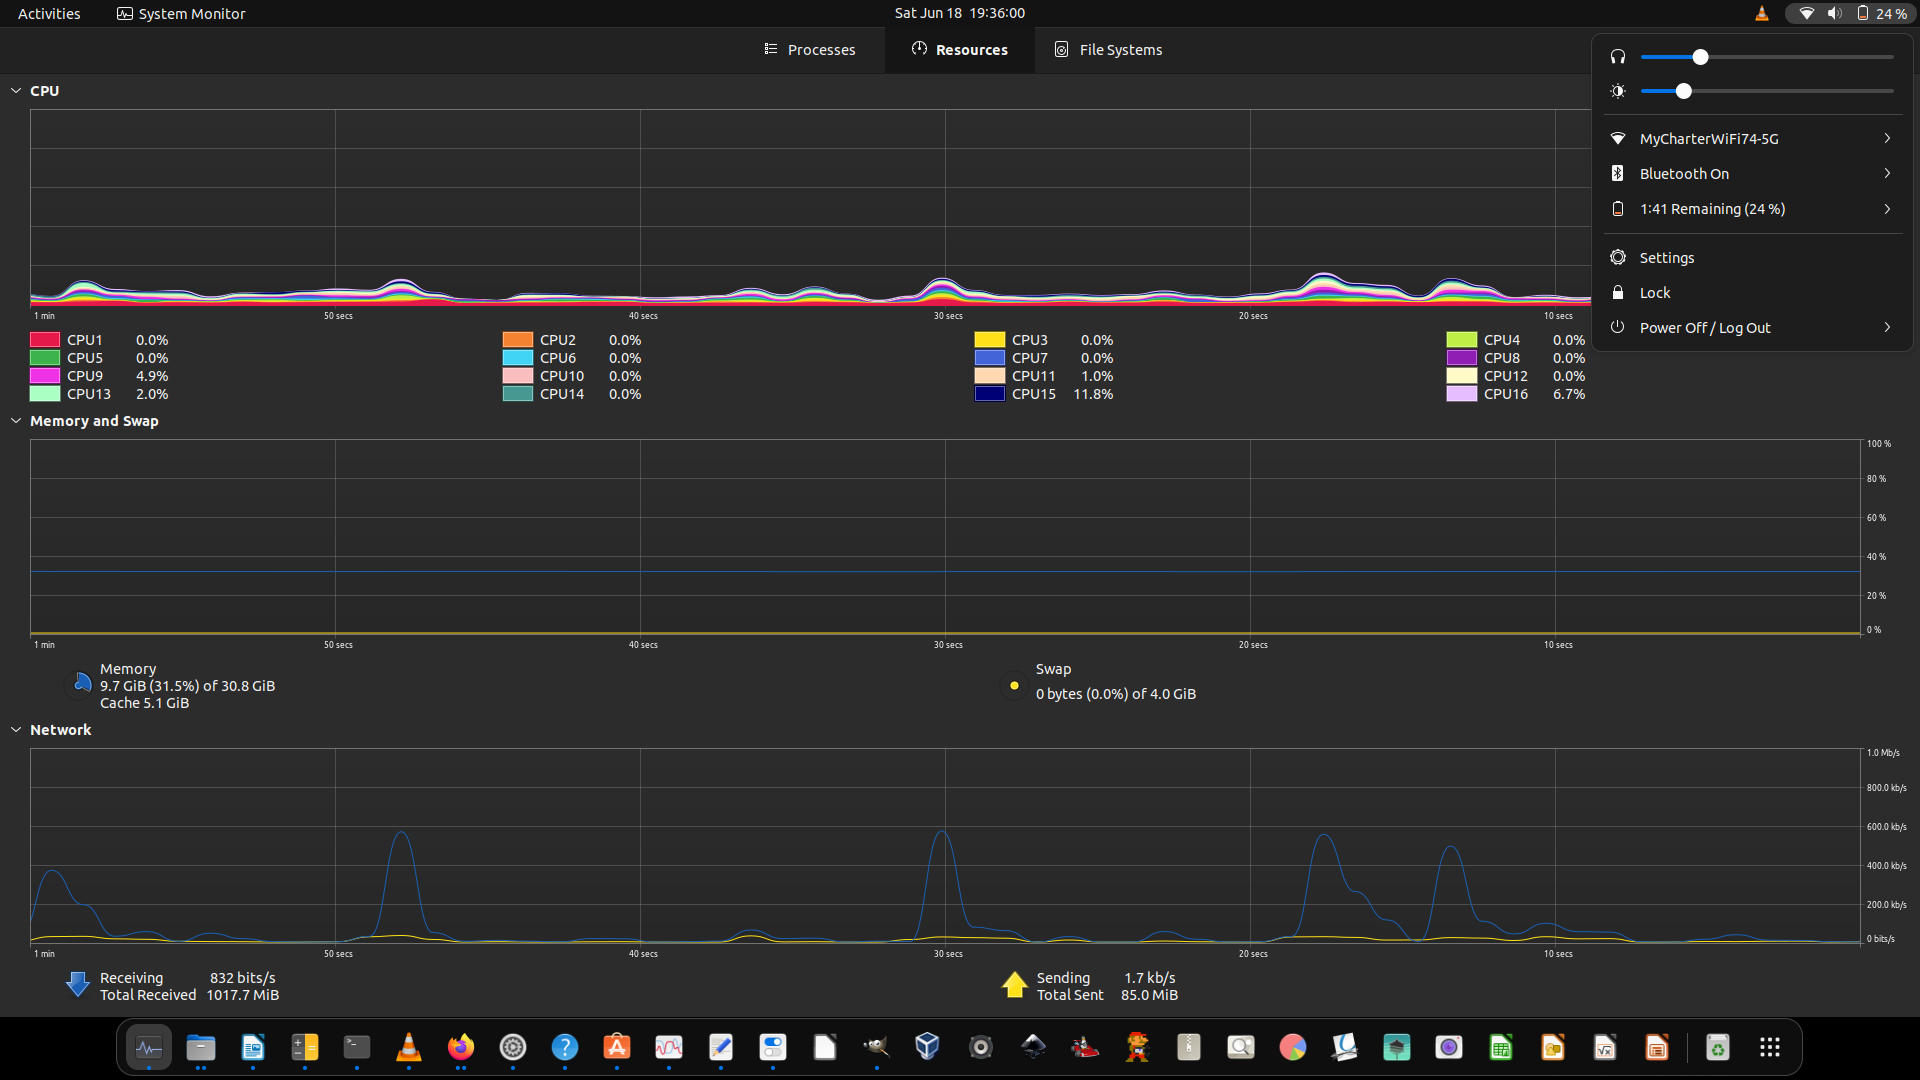 Activities System Monitor Sat Jun 18 19:36:00 24 %
Processes Resources File Systems
MyCharterWiFi74-5G
Bluetooth On
1:41 Remaining (24 %)
Settings
Lock
Power Off / Log Out
CPU
1 min 50 secs 40 secs 30 secs 20 secs 10 secs
CPU1 0.0% CPU2 0.0% CPU3 0.0% CPU4 0.0%
CPU5 0.0% CPU6 0.0% CPU7 0.0% CPU8 0.0%
CPU9 4.9% CPU10 0.0% CPU11 1.0% CPU12 0.0%
CPU13 2.0% CPU14 0.0% CPU15 11.8% CPU16 6.7%
Memory and Swap
100 %
80 %
60 %
40 %
20 %
0 %
1 min 50 secs 40 secs 30 secs 20 secs 10 secs
Memory
9.7 GiB (31.5%) of 30.8 GiB
Cache 5.1 GiB
Swap
0 bytes (0.0%) of 4.0 GiB
Network
1.0 Mb/s
800.0 kb/s
600.0 kb/s
400.0 kb/s
200.0 kb/s
0 bits/s
1 min 50 secs 40 secs 30 secs 20 secs 10 secs
Receiving 832 bits/s
Total Received 1017.7 MiB
Sending 1.7 kb/s
Total Sent 85.0 MiB